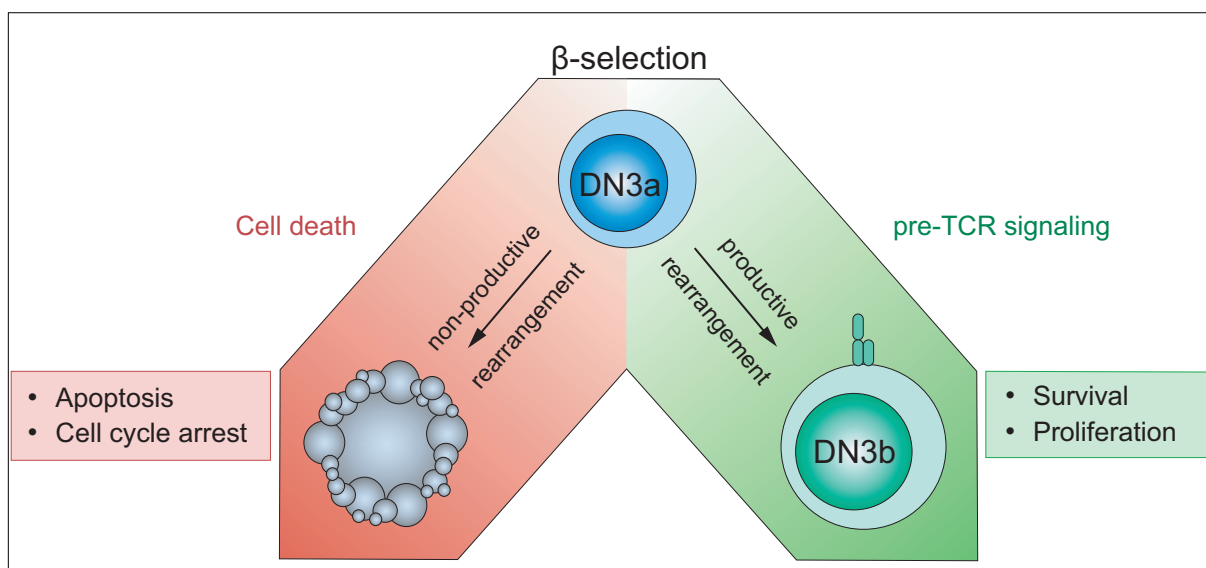 β-selection
DN3a
Cell death
pre-TCR signaling
non-productive
rearrangement
productive
rearrangement
• Apoptosis
• Cell cycle arrest
DN3b
• Survival
• Proliferation